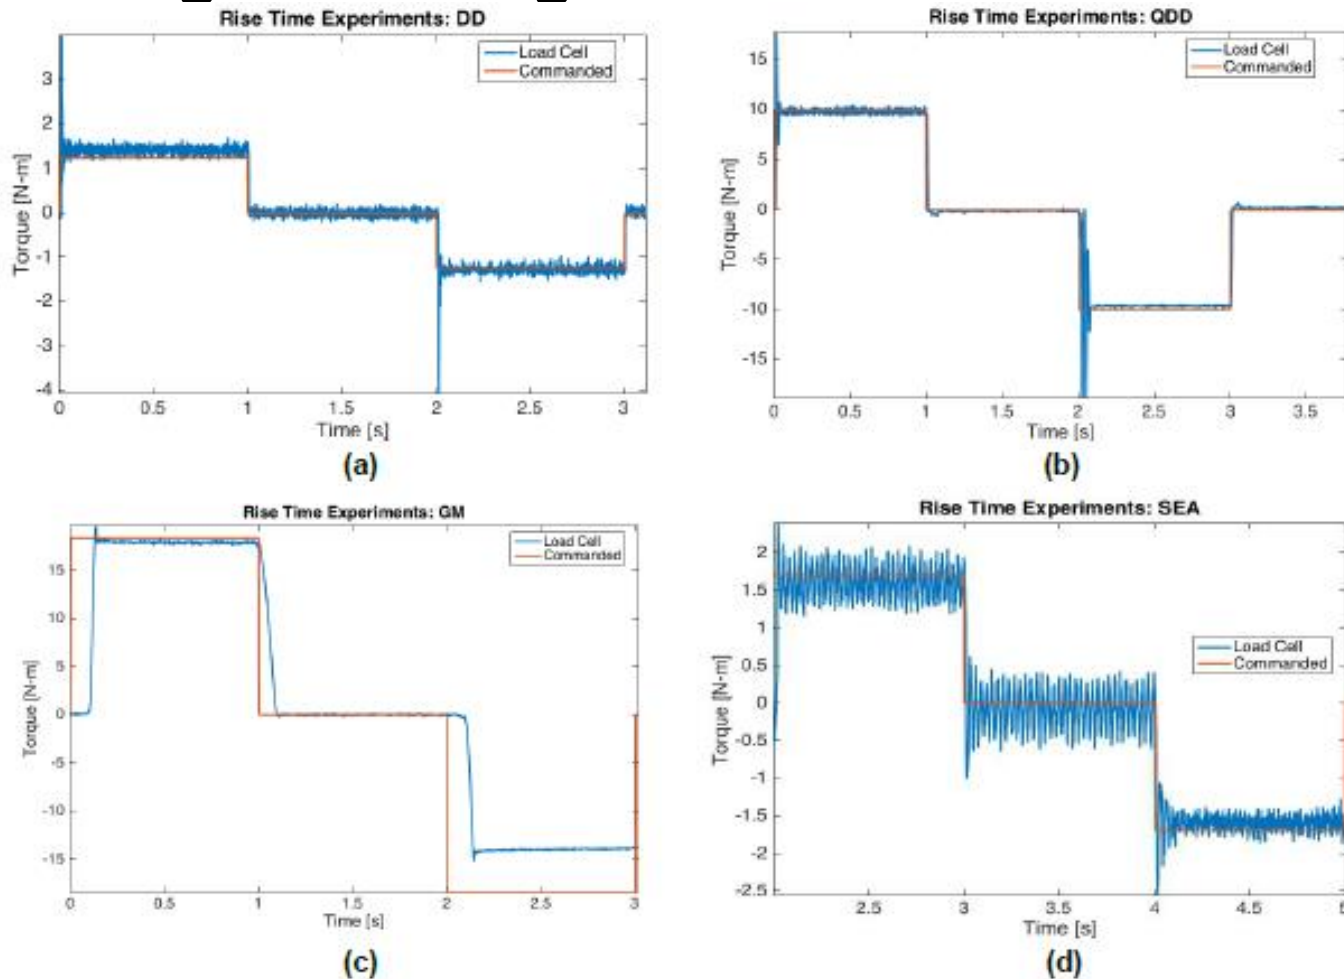 Rise Time Experiments: DD
Load Cell
Commanded
Torque [N-m]
3
2
1
0
-1
-2
-3
-4
0
0.5
1
1.5
2
2.5
3
Time [s]
(a)
Rise Time Experiments: QDD
Load Cell
Commanded
Torque [N-m]
15
10
5
0
-5
-10
-15
0
0.5
1
1.5
2
2.5
3
3.5
Time [s]
(b)
Rise Time Experiments: GM
Load Cell
Commanded
Torque [N-m]
15
10
5
0
-5
-10
-15
0
0.5
1
1.5
2
2.5
3
Time [s]
(c)
Rise Time Experiments: SEA
Load Cell
Commanded
Torque [N-m]
2
1.5
1
0.5
0
-0.5
-1
-1.5
-2
-2.5
2.5
3
3.5
4
4.5
5
Time [s]
(d)